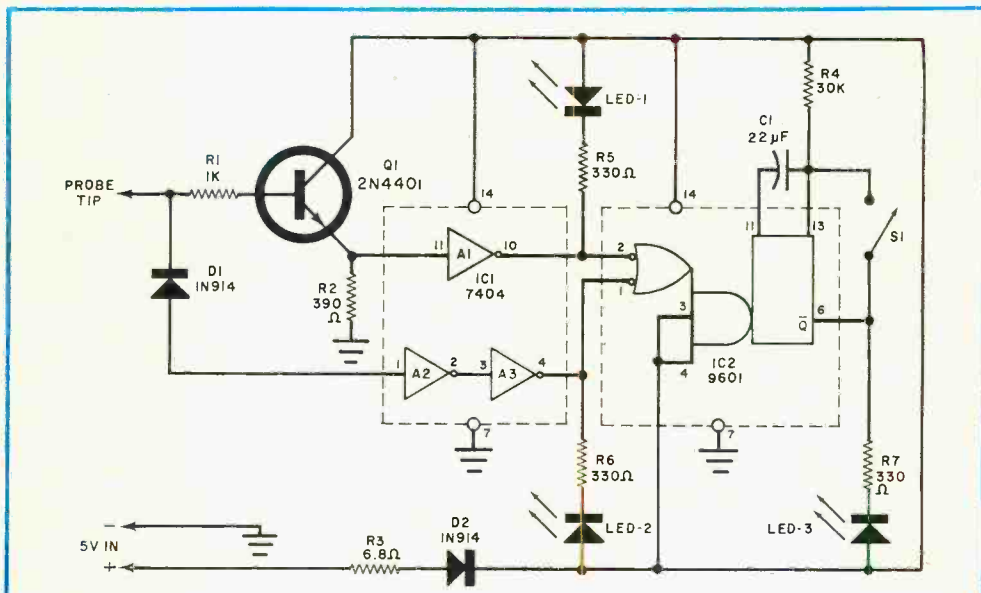 R4
30K
LED-1
C1
22µF
Q1
2N4401
R1
1K
R5
330Ω
PROBE
TIP
14
14
11
13
S1
11
A1
10
2
D1
1N914
IC1
7404
1
R2
390
Ω
3
Q
6
1
A2
2
3
A3
4
4
IC2
9601
7
7
R6
330Ω
R7
330
Ω
D2
1N914
LED-2
LED-3
−
5V IN
R3
6.8Ω
+